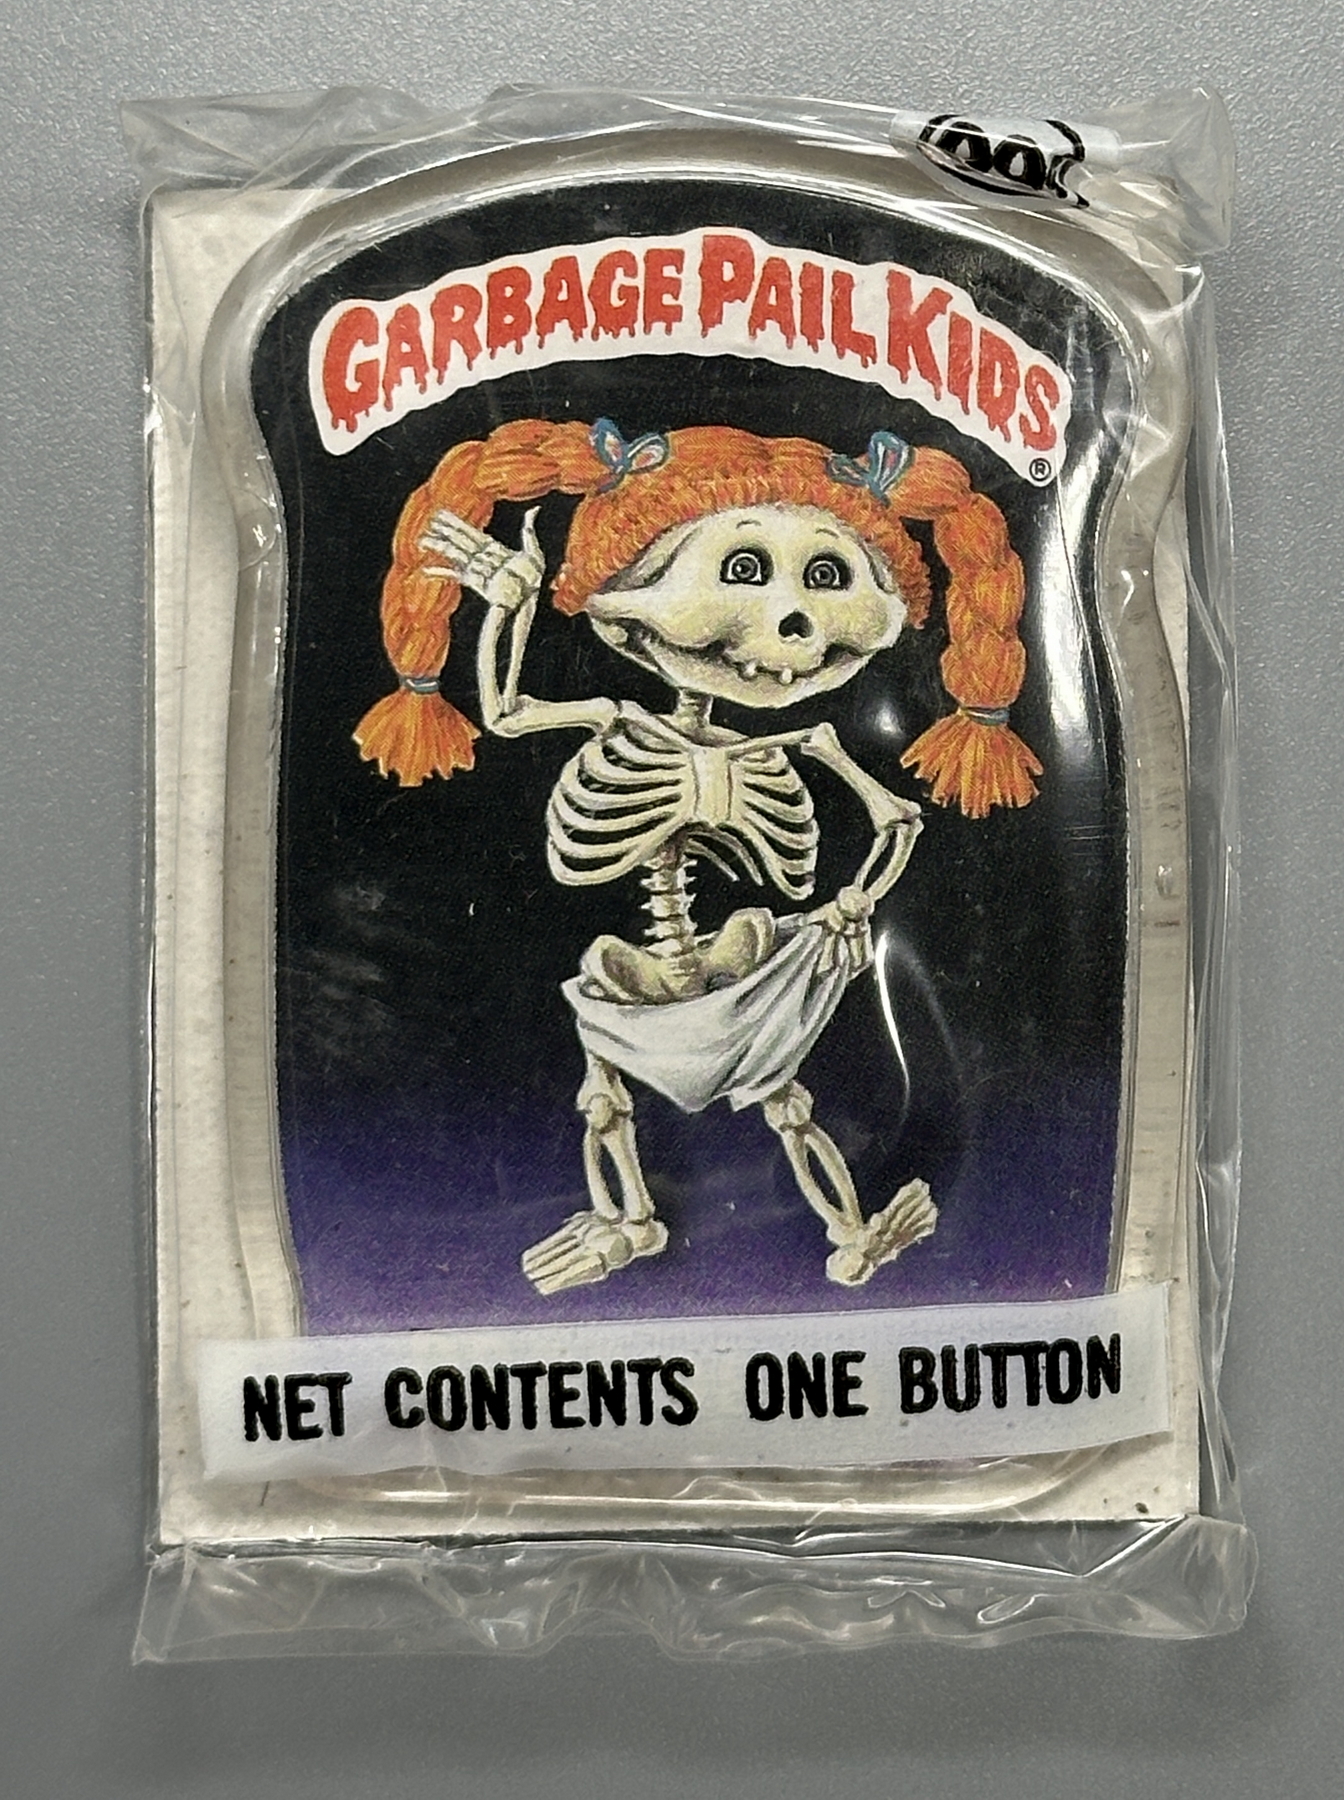 GARBAGE PAIL KIDS
®
NET CONTENTS ONE BUTTON